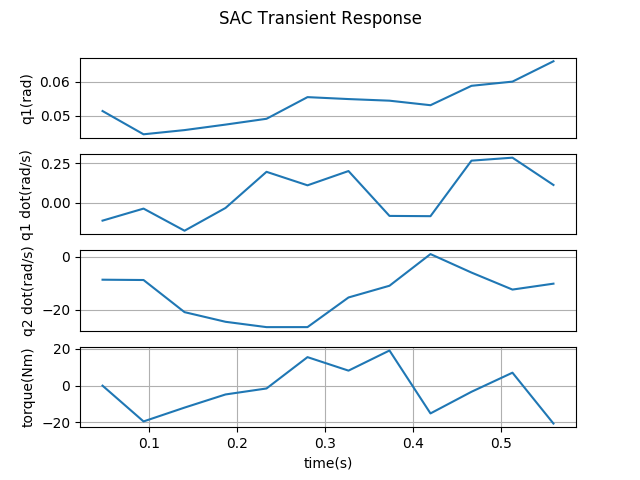 SAC Transient Response
q1(rad)
0.06
0.05
q1 dot(rad/s)
0.25
0.00
q2 dot(rad/s)
0
−20
torque(Nm)
20
0
−20
0.1 0.2 0.3 0.4 0.5
time(s)